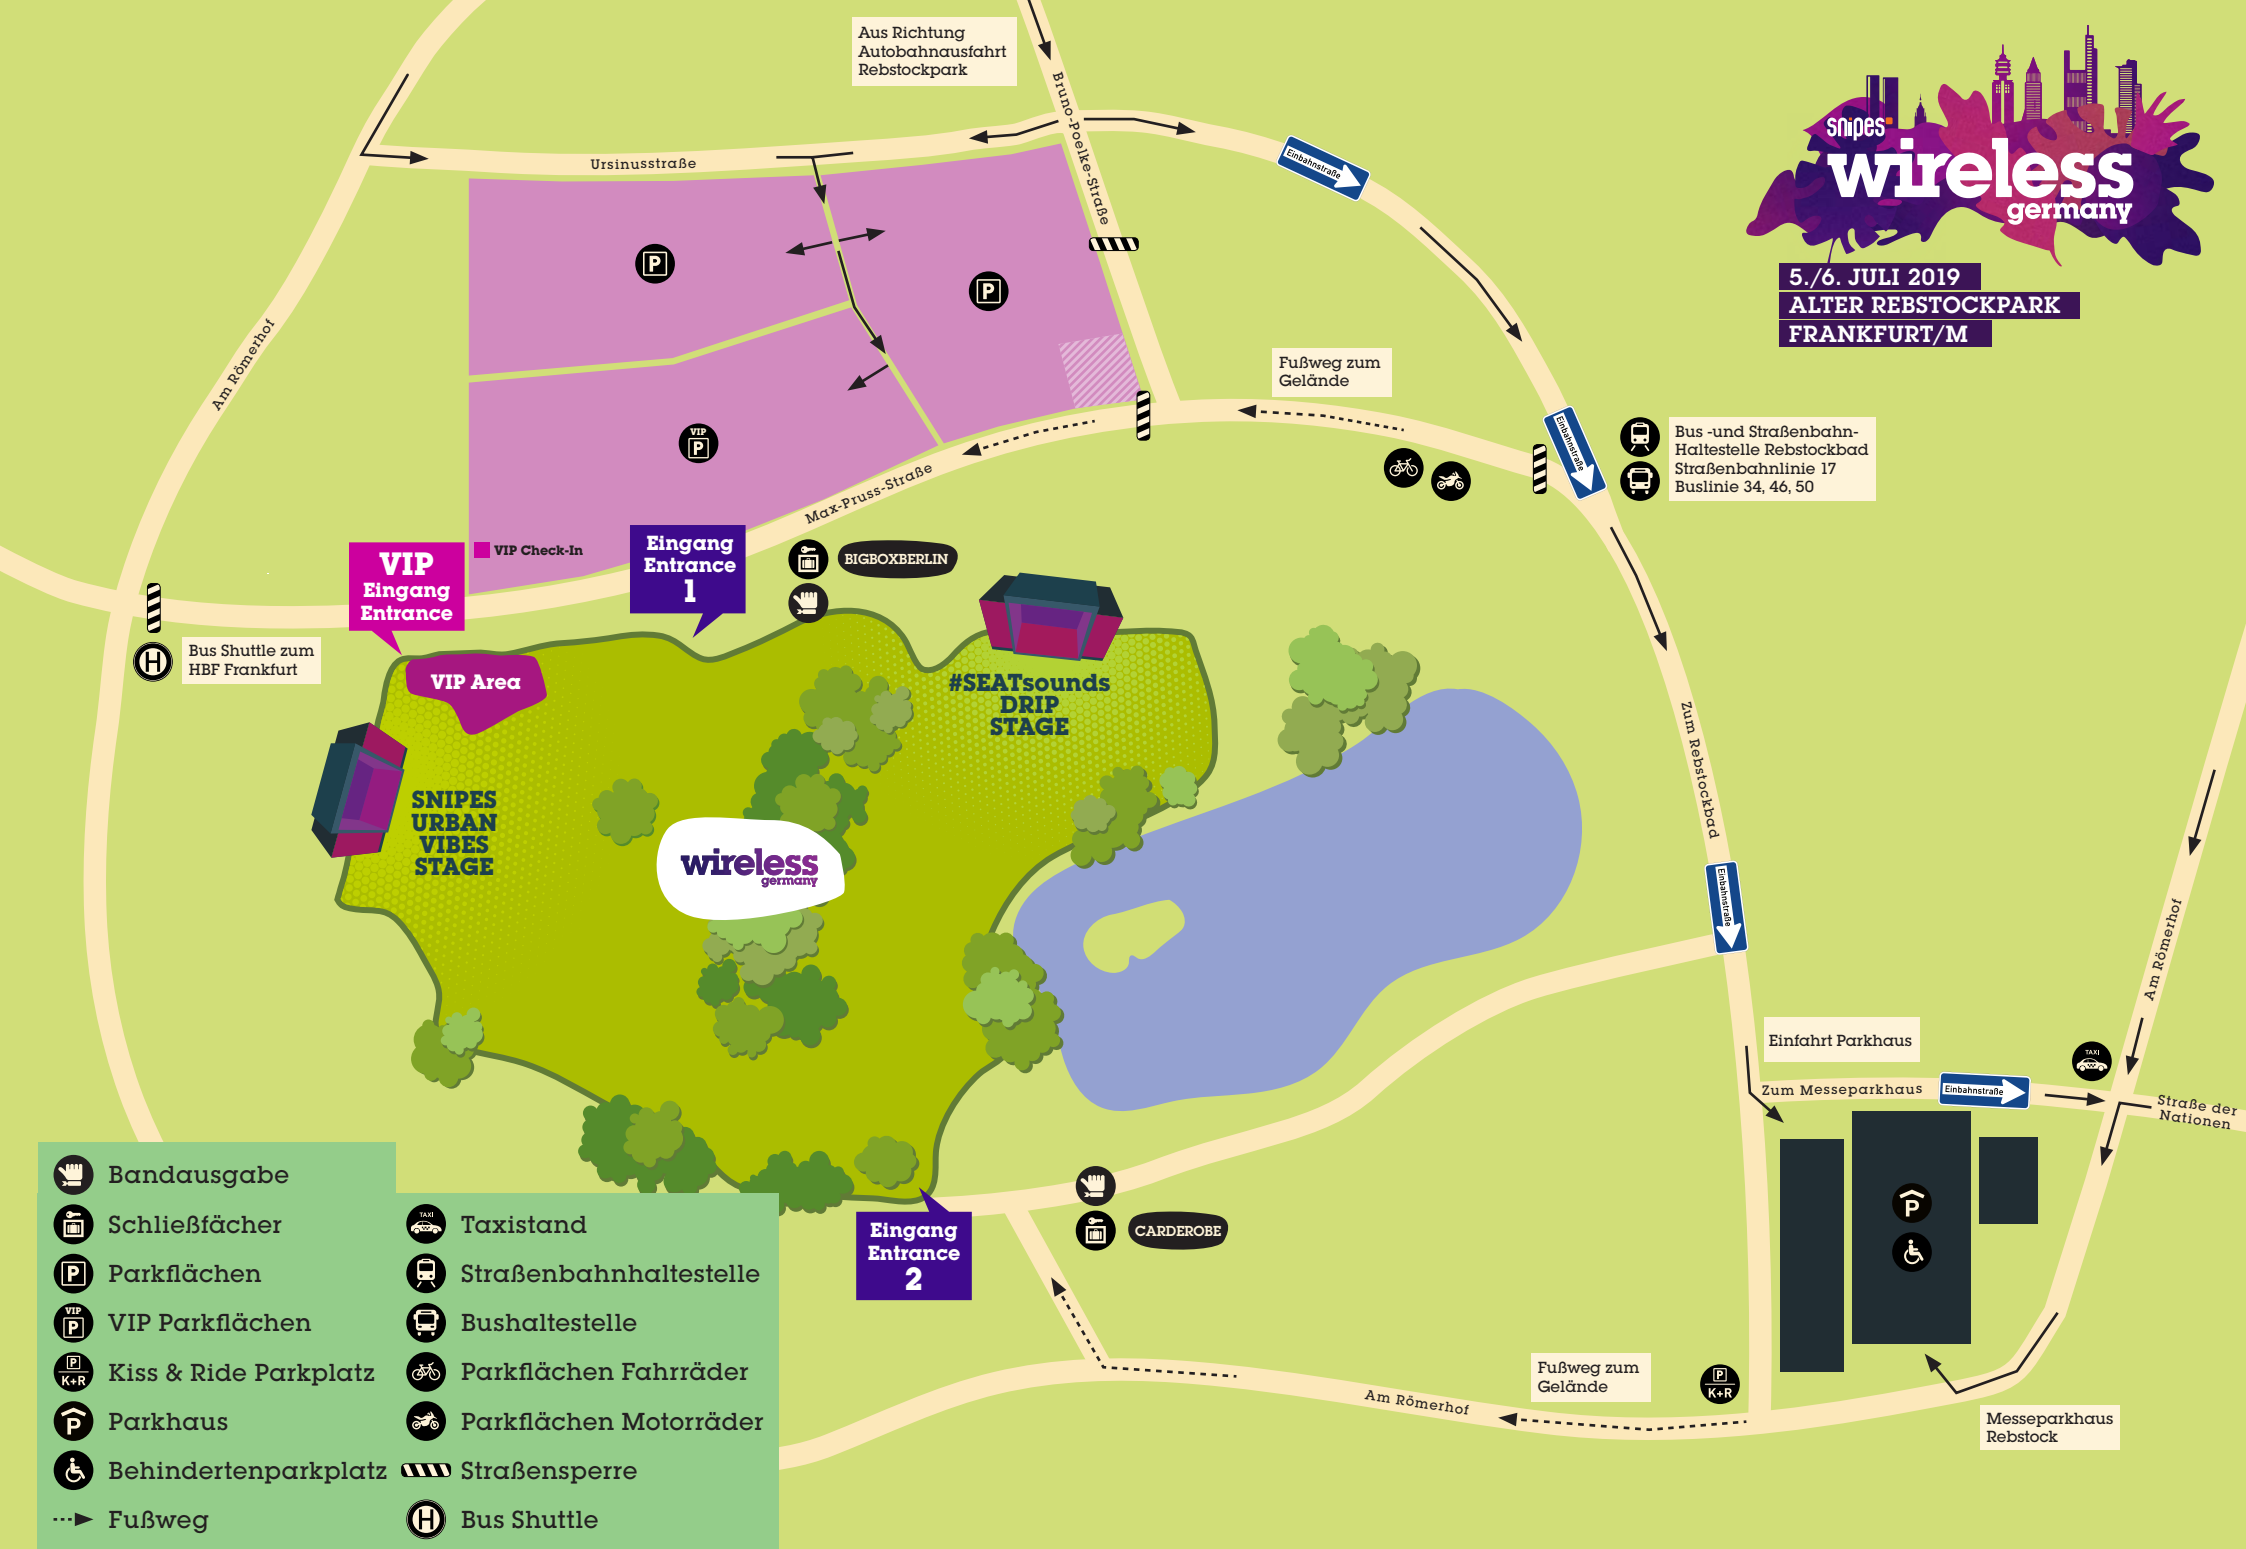 Aus Richtung
Autobahnausfahrt
Rebstockpark
Bruno-Poelke-Straße
Ursinusstraße
Einbahnstraße
snipes
wireless
germany
5./6. JULI 2019
ALTER REBSTOCKPARK
FRANKFURT/M
P
P
Am Römerhof
Fußweg zum
Gelände
VIP
P
Max-Pruss-Straße
Einbahnstraße
Bus -und Straßenbahn-
Haltestelle Rebstockbad
Straßenbahnlinie 17
Buslinie 34, 46, 50
VIP Check-In
VIP
Eingang
Entrance
Eingang
Entrance
1
BIGBOXBERLIN
H
Bus Shuttle zum
HBF Frankfurt
VIP Area
#SEATsounds
DRIP
STAGE
SNIPES
URBAN
VIBES
STAGE
wireless
germany
Zum Rebstockbad
Einbahnstraße
Am Römerhof
Einfahrt Parkhaus
TAXI
Zum Messeparkhaus
Einbahnstraße
Straße der
Nationen
P
Eingang
Entrance
2
CARDEROBE
Fußweg zum
Gelände
P
K+R
Am Römerhof
Messeparkhaus
Rebstock
Bandausgabe
Schließfächer
P Parkflächen
VIP
P VIP Parkflächen
P
K+R Kiss & Ride Parkplatz
P Parkhaus
Behindertenparkplatz
Fußweg
TAXI Taxistand
Straßenbahnhaltestelle
Bushaltestelle
Parkflächen Fahrräder
Parkflächen Motorräder
Straßensperre
H Bus Shuttle